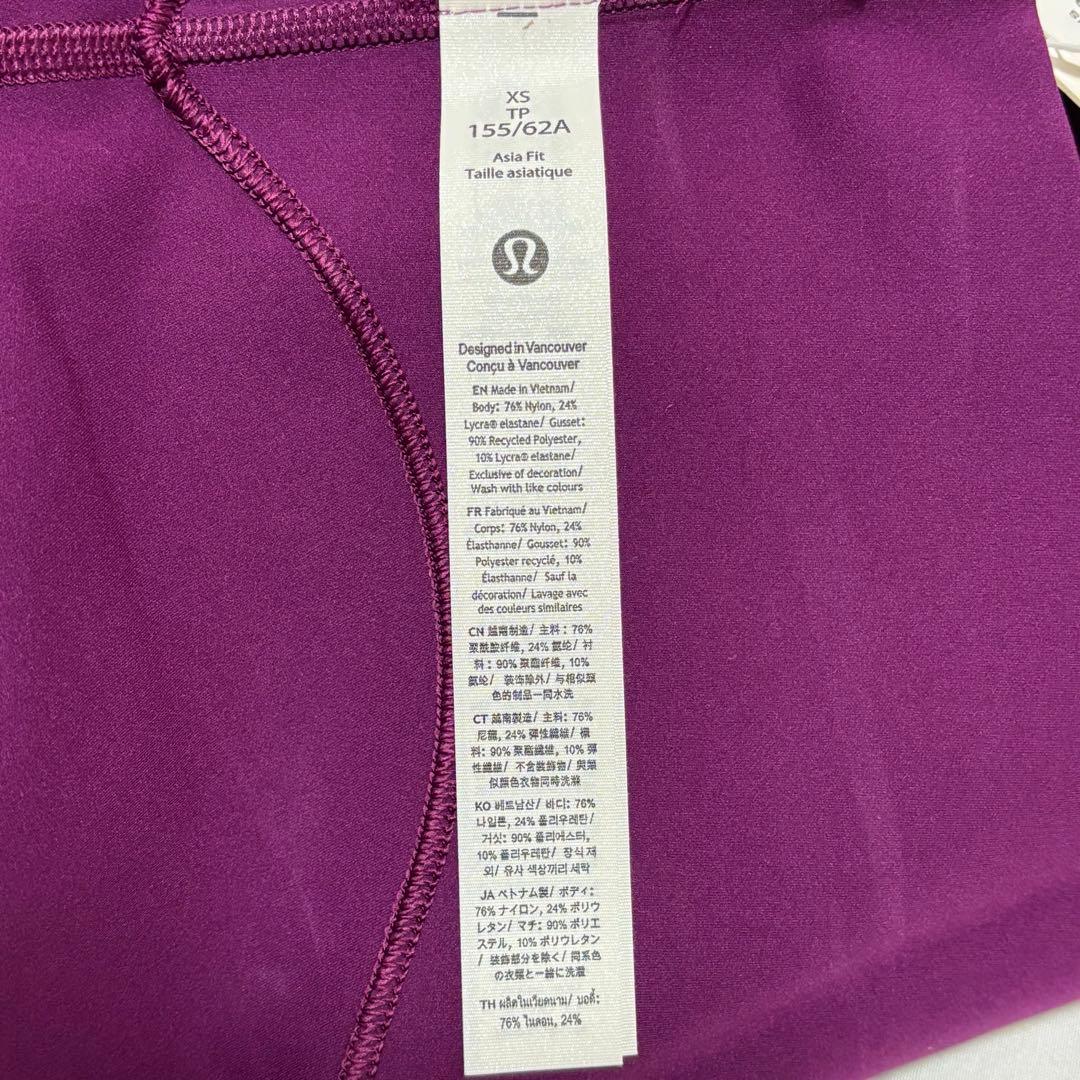 XS
TP
155/62A
Asia Fit
Taille asiatique
Designed in Vancouver
Conçu à Vancouver
EN Made in Vietnam/
Body: 76% Nylon, 24%
Lycra® elastane/ Gusset:
90% Recycled Polyester,
10% Lycra® elastane/
Exclusive of decoration/
Wash with like colours
FR Fabriqué au Vietnam/
Corps: 76% Nylon, 24%
Élasthanne/ Gousset: 90%
Polyester recyclé, 10%
Élasthanne/ Sauf la
décoration/ Lavage avec
des couleurs similaires
CN 越南制造/ 主料: 76%
聚酰胺纤维, 24% 氨纶/ 衬
料: 90% 聚酯纤维, 10%
氨纶/ 装饰除外/ 与相似颜
色的制品一同水洗
CT 越南製造/ 主料: 76%
尼龍, 24% 彈性纖維/ 襯
料: 90% 聚酯纖維, 10% 彈
性纖維/ 不含裝飾物/ 與類
似顏色衣物同時洗滌
KO 베트남산/ 바디: 76%
나일론, 24% 폴리우레탄/
거싯: 90% 폴리에스터,
10% 폴리우레탄/ 장식 제
외/ 유사 색상끼리 세탁
JA ベトナム製/ ボディ:
76% ナイロン, 24% ポリウ
レタン/ マチ: 90% ポリエ
ステル, 10% ポリウレタン
/ 装飾部分を除く/ 同系色
の衣類と一緒に洗濯
TH ผลิตในเวียดนาม/ บอดี้:
76% ไนลอน, 24%